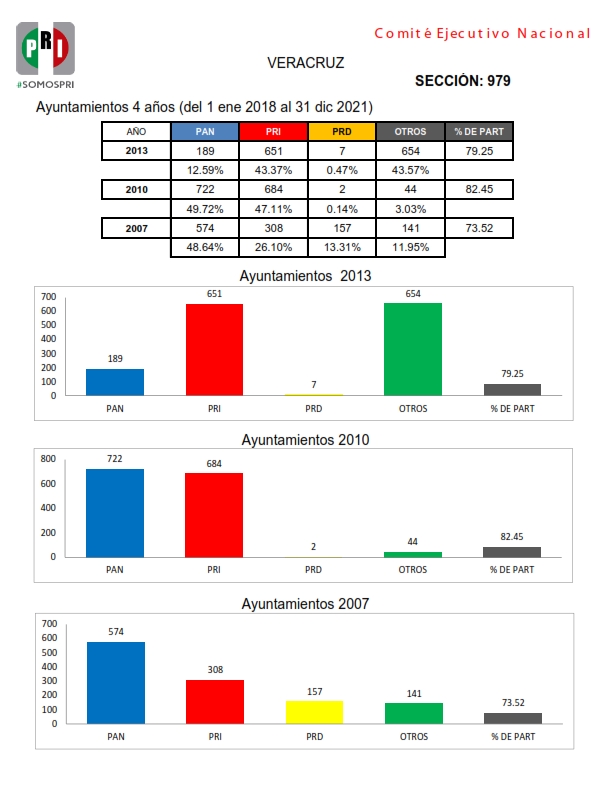 Comité Ejecutivo Nacional
PRI
#SOMOSPRI
VERACRUZ
SECCIÓN: 979
Ayuntamientos 4 años (del 1 ene 2018 al 31 dic 2021)
AÑO PAN PRI PRD OTROS % DE PART
2013 189 651 7 654 79.25
12.59% 43.37% 0.47% 43.57%
2010 722 684 2 44 82.45
49.72% 47.11% 0.14% 3.03%
2007 574 308 157 141 73.52
48.64% 26.10% 13.31% 11.95%
Ayuntamientos 2013
700
600
500
400
300
200
100
0
189 651 7 654 79.25
PAN PRI PRD OTROS % DE PART
Ayuntamientos 2010
800
600
400
200
0
722 684 2 44 82.45
PAN PRI PRD OTROS % DE PART
Ayuntamientos 2007
700
600
500
400
300
200
100
0
574 308 157 141 73.52
PAN PRI PRD OTROS % DE PART